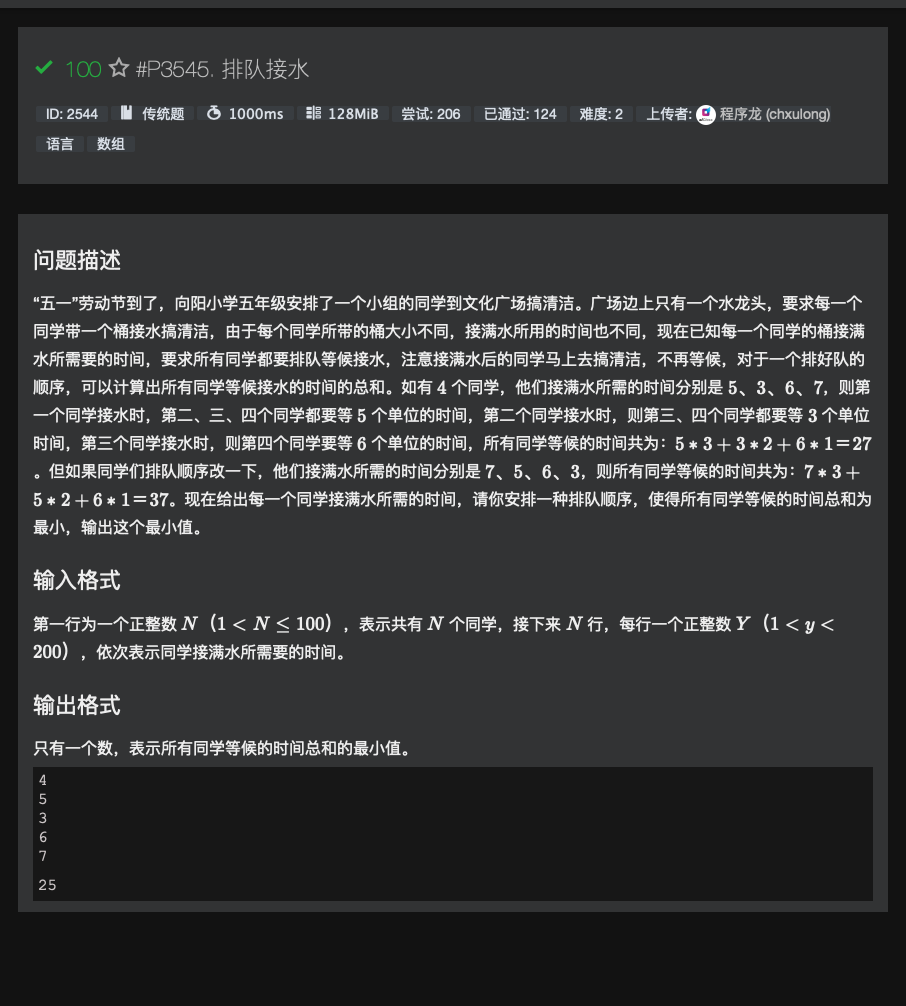 100 #P3545. 排队接水
ID: 2544 传统题 1000ms 128MiB 尝试: 206 已通过: 124 难度: 2 上传者: 程序龙 (chxulong)
语言 数组
问题描述
“五一”劳动节到了，向阳小学五年级安排了一个小组的同学到文化广场搞清洁。广场边上只有一个水龙头，要求每一个
同学带一个桶接水搞清洁，由于每个同学所带的桶大小不同，接满水所用的时间也不同，现在已知每一个同学的桶接满
水所需要的时间，要求所有同学都要排队等候接水，注意接满水后的同学马上去搞清洁，不再等候，对于一个排好队的
顺序，可以计算出所有同学等候接水的时间的总和。如有 4 个同学，他们接满水所需的时间分别是 5、3、6、7，则第
一个同学接水时，第二、三、四个同学都要等 5 个单位的时间，第二个同学接水时，则第三、四个同学都要等 3 个单位
时间，第三个同学接水时，则第四个同学要等 6 个单位的时间，所有同学等候的时间共为：5 * 3 + 3 * 2 + 6 * 1＝27
。但如果同学们排队顺序改一下，他们接满水所需的时间分别是 7、5、6、3，则所有同学等候的时间共为：7 * 3 +
5 * 2 + 6 * 1＝37。现在给出每一个同学接满水所需的时间，请你安排一种排队顺序，使得所有同学等候的时间总和为
最小，输出这个最小值。
输入格式
第一行为一个正整数 N（1 < N ≤ 100），表示共有 N 个同学，接下来 N 行，每行一个正整数 Y（1 < y <
200），依次表示同学接满水所需要的时间。
输出格式
只有一个数，表示所有同学等候的时间总和的最小值。
4
5
3
6
7
25